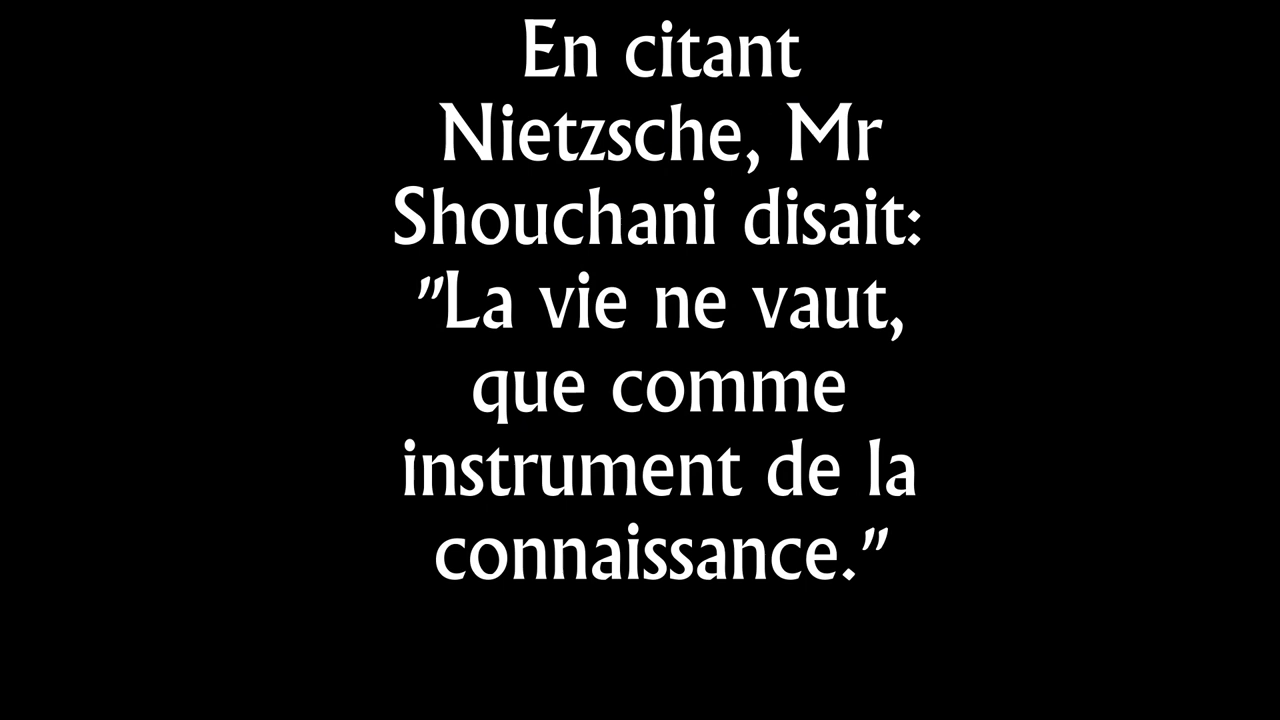 En citant
Nietzsche, Mr
Shouchani disait:
"La vie ne vaut,
que comme
instrument de la
connaissance."